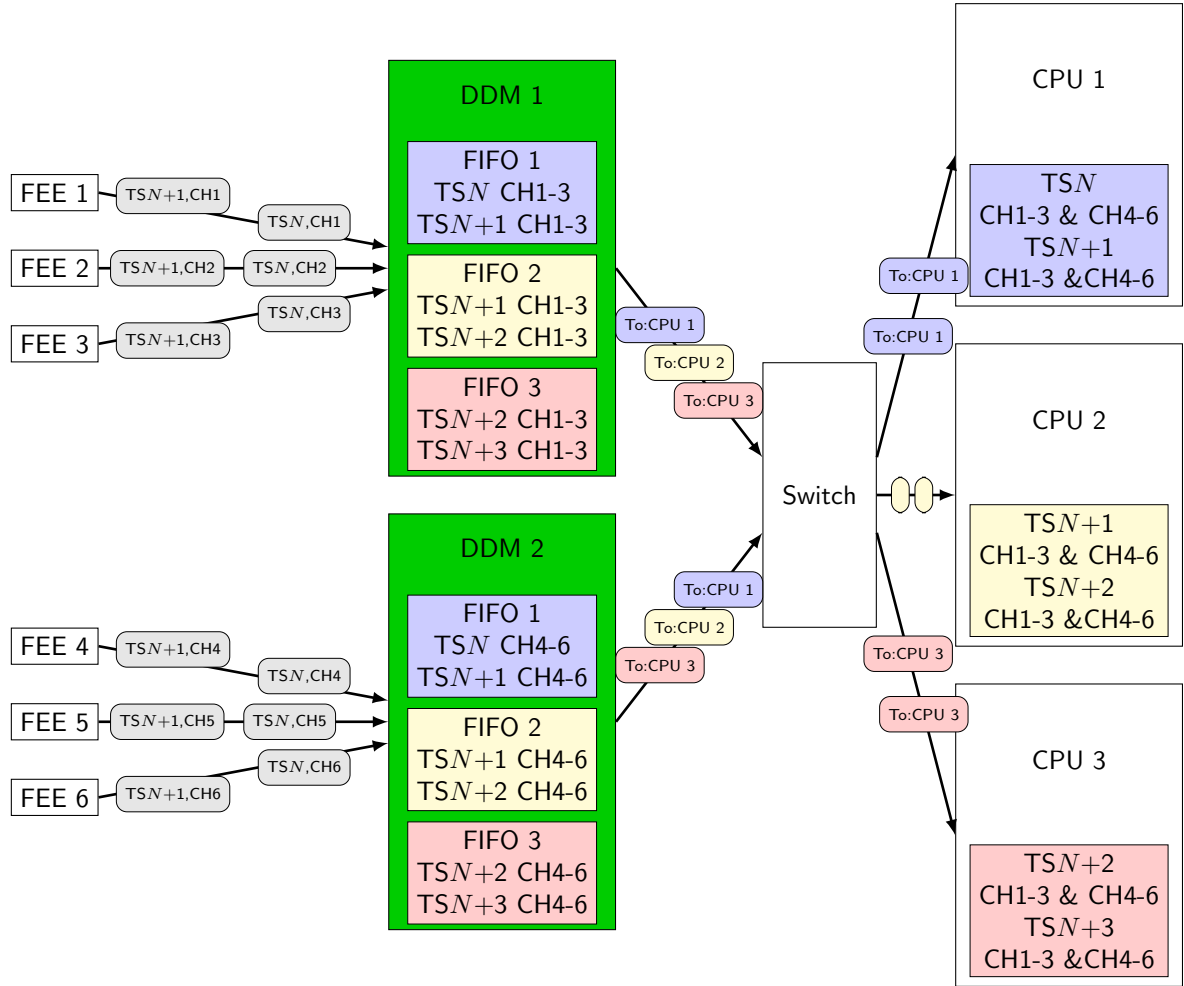 FEE 1
TSN+1,CH1
TSN,CH1
FEE 2
TSN+1,CH2
TSN,CH2
FEE 3
TSN+1,CH3
TSN,CH3
DDM 1
FIFO 1
TSN CH1-3
TSN+1 CH1-3
FIFO 2
TSN+1 CH1-3
TSN+2 CH1-3
FIFO 3
TSN+2 CH1-3
TSN+3 CH1-3
To:CPU 1
To:CPU 2
To:CPU 3
FEE 4
TSN+1,CH4
TSN,CH4
FEE 5
TSN+1,CH5
TSN,CH5
FEE 6
TSN+1,CH6
TSN,CH6
DDM 2
FIFO 1
TSN CH4-6
TSN+1 CH4-6
FIFO 2
TSN+1 CH4-6
TSN+2 CH4-6
FIFO 3
TSN+2 CH4-6
TSN+3 CH4-6
To:CPU 1
To:CPU 2
To:CPU 3
Switch
To:CPU 1
To:CPU 1
To:CPU 3
To:CPU 3
CPU 1
TSN
CH1-3 & CH4-6
TSN+1
CH1-3 &CH4-6
CPU 2
TSN+1
CH1-3 & CH4-6
TSN+2
CH1-3 &CH4-6
CPU 3
TSN+2
CH1-3 & CH4-6
TSN+3
CH1-3 &CH4-6